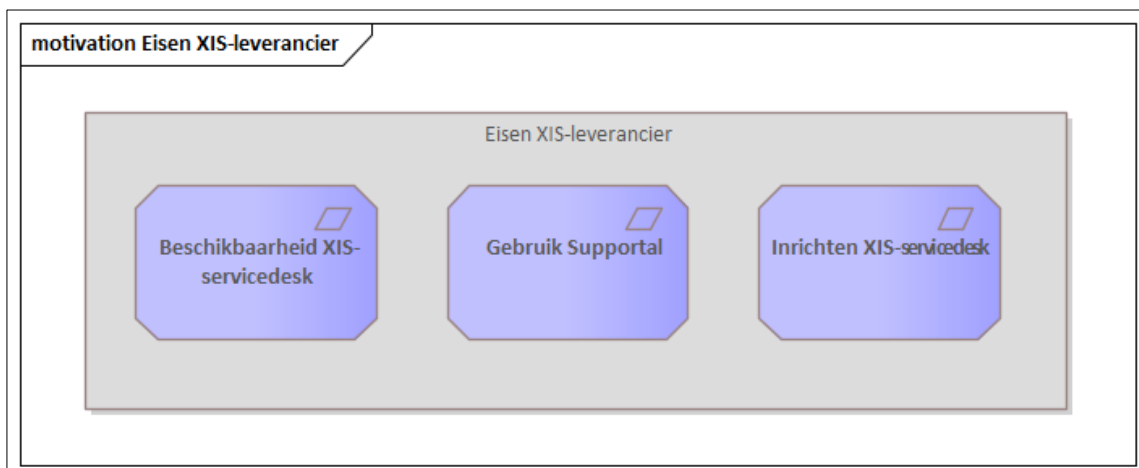 motivation Eisen XIS-leverancier
Eisen XIS-leverancier
Beschikbaarheid XIS-
servicedesk
Gebruik Supportal
Inrichten XIS-servicedesk